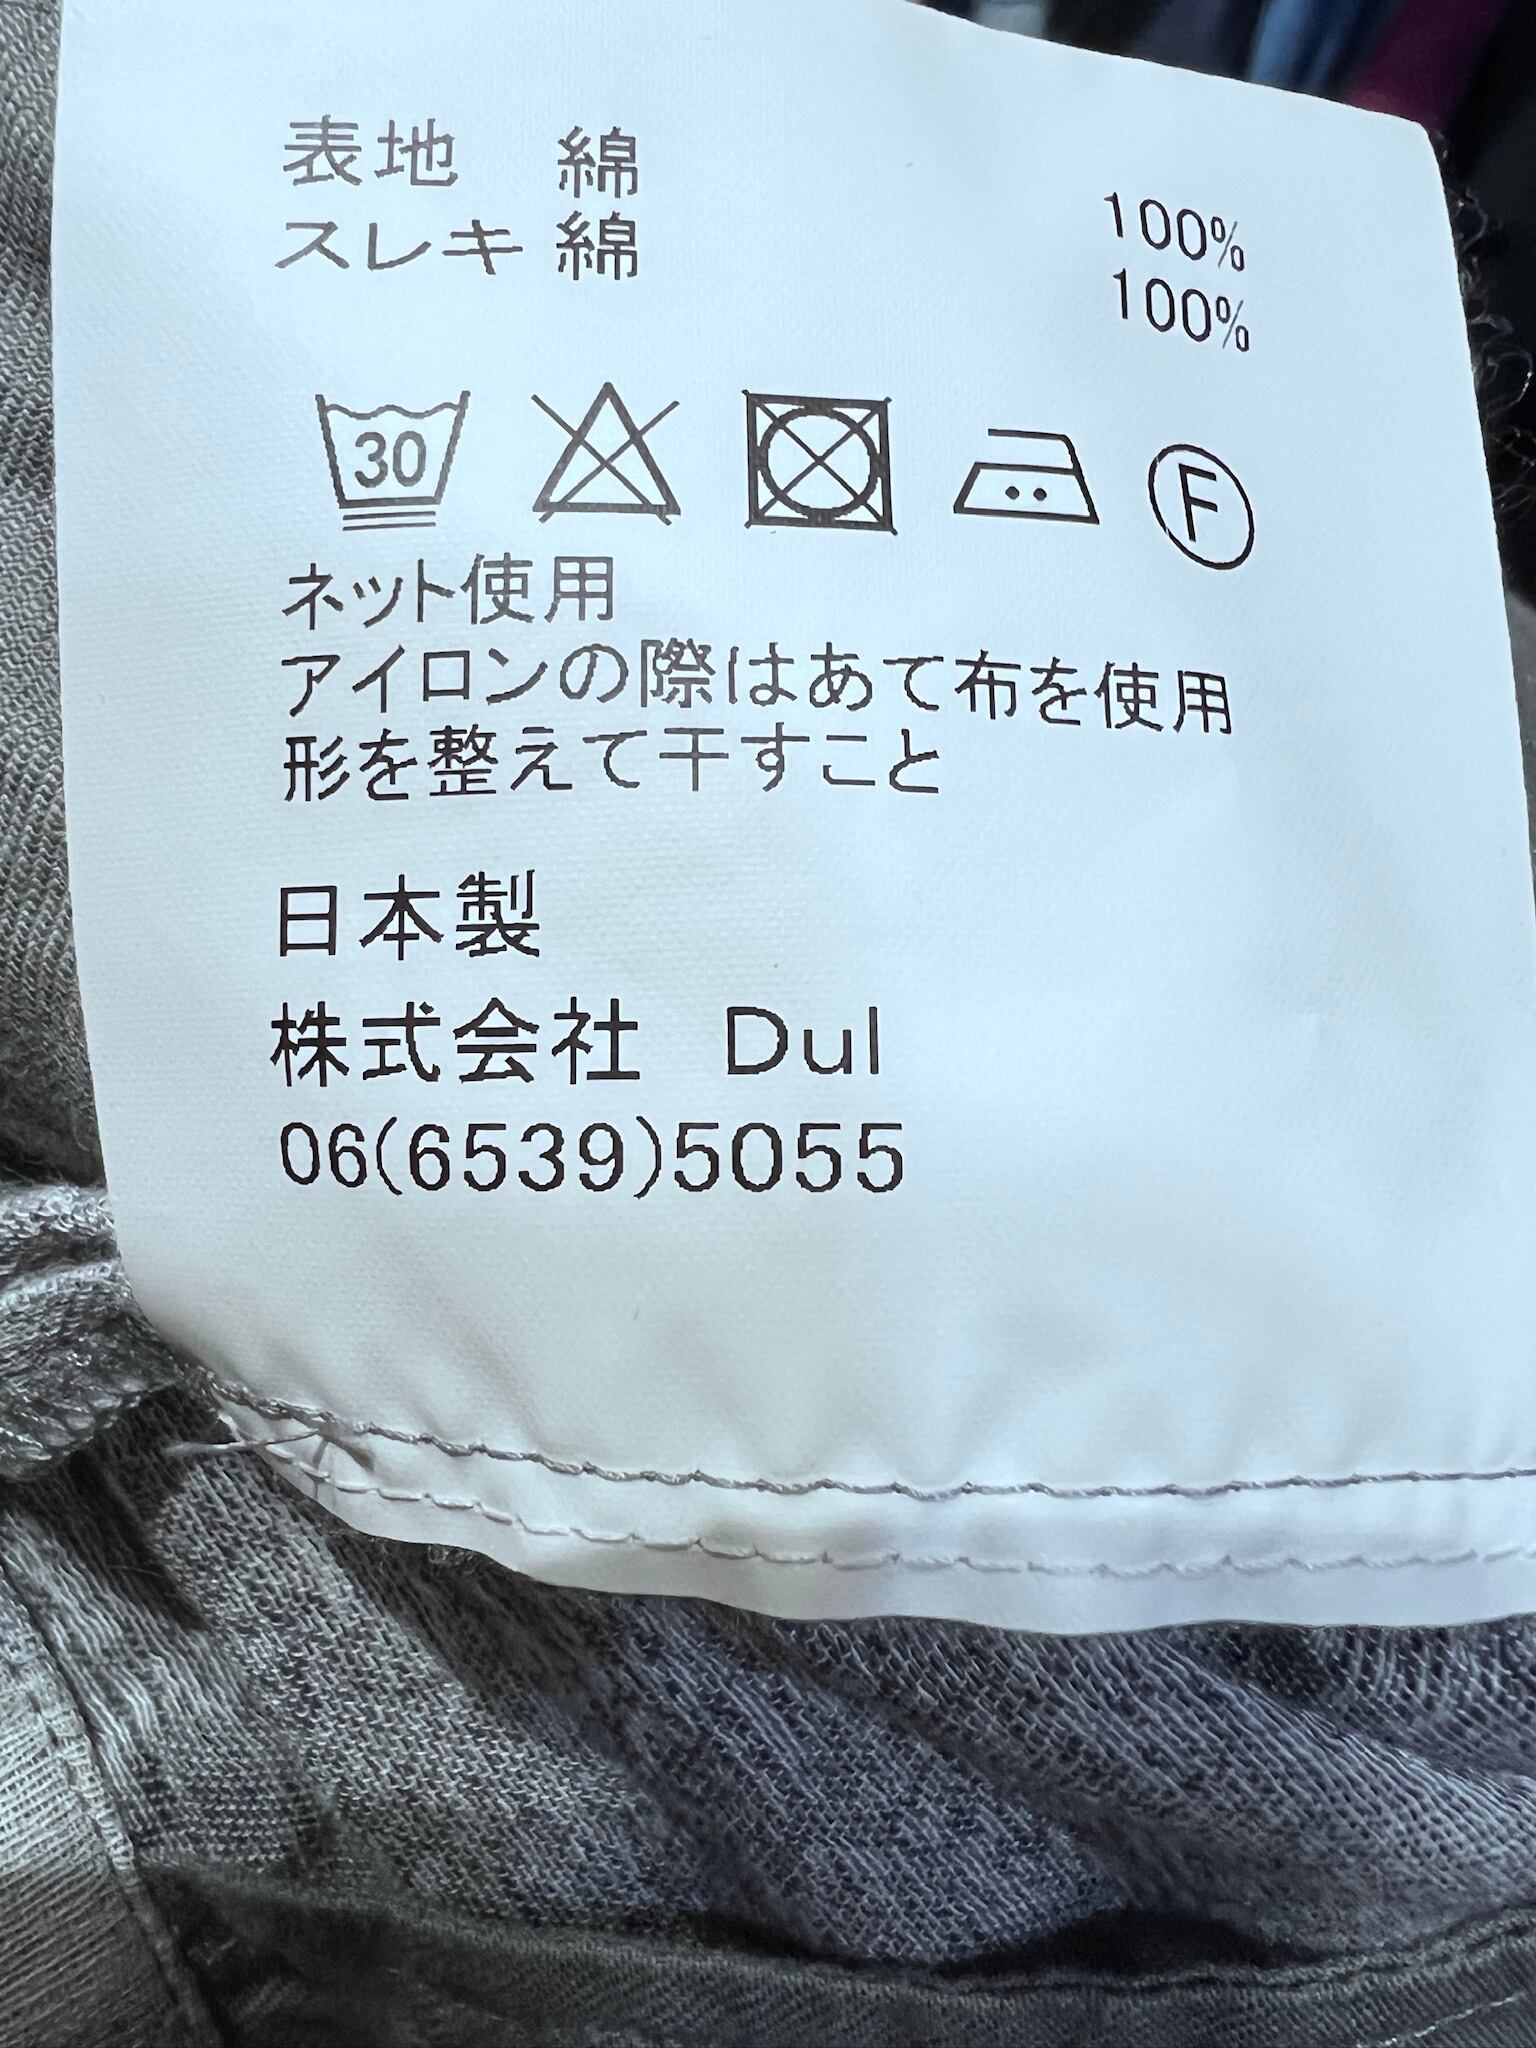 表地　綿　100%
スレキ 綿　100%
30　F
ネット使用
アイロンの際はあて布を使用
形を整えて干すこと
日本製
株式会社　Dul
06(6539)5055